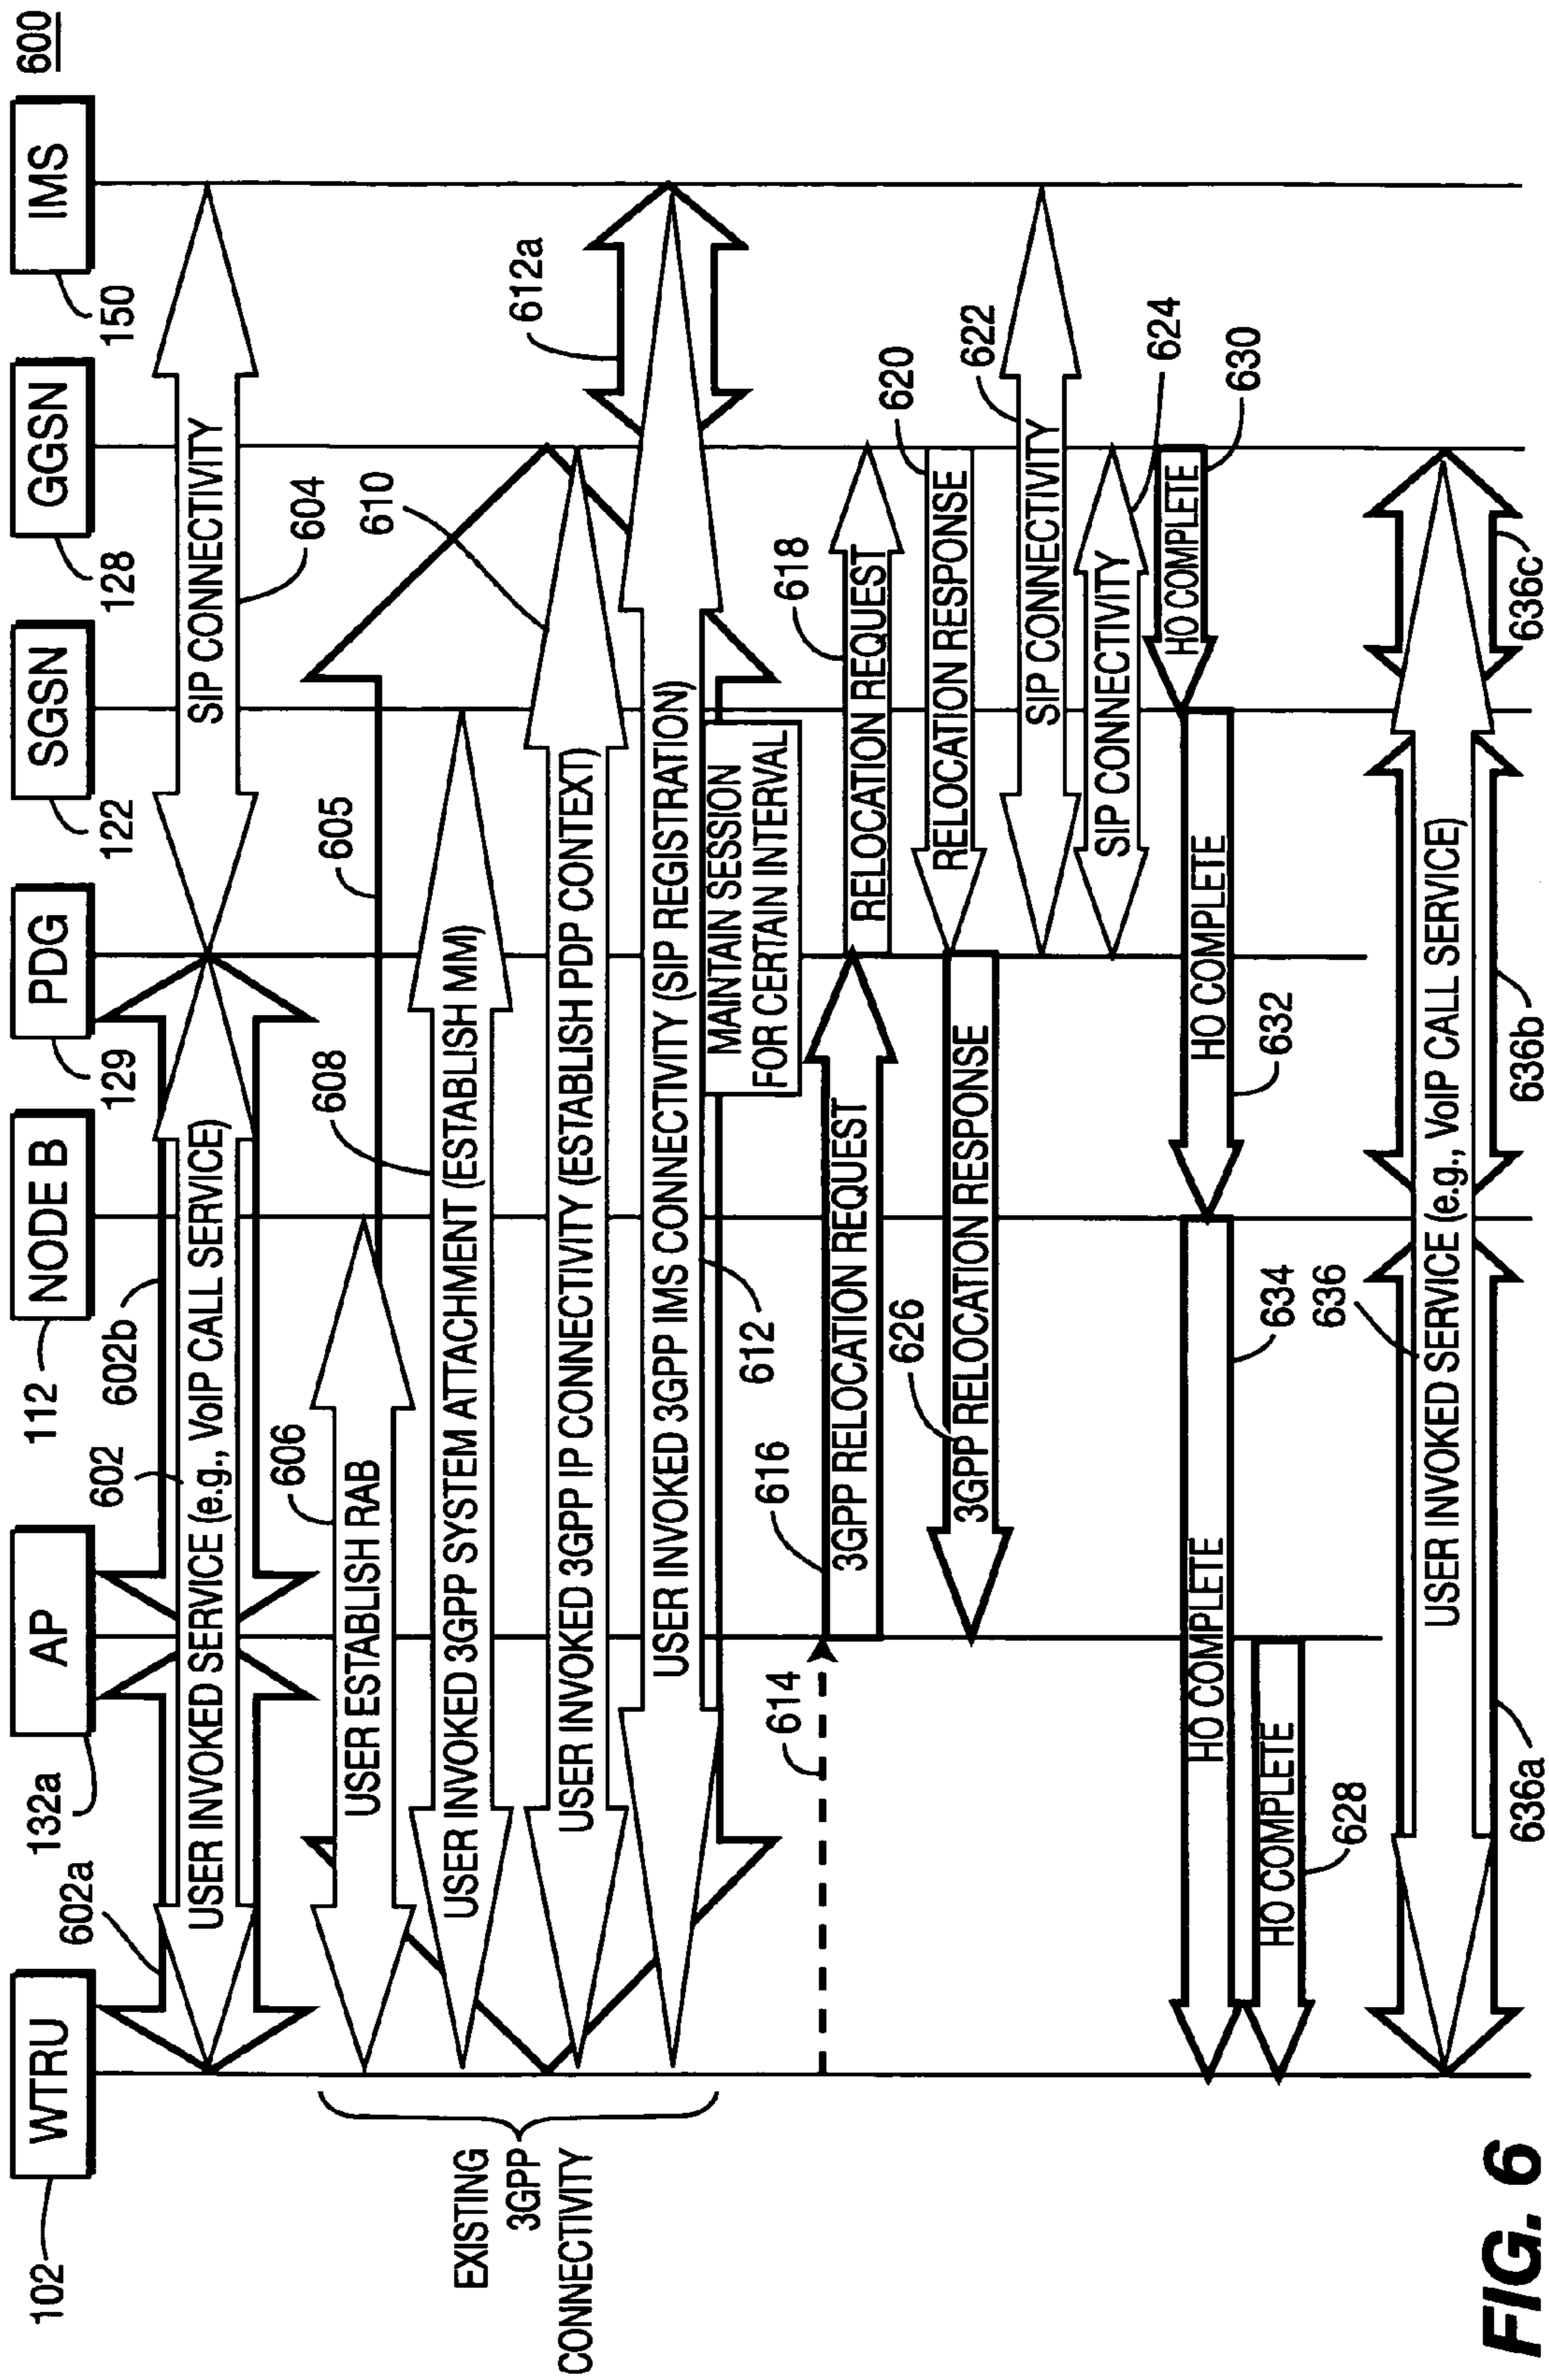 600
WTRU
AP
NODE B
PDG
SGSN
GGSN
IMS
102
132a
112
129
122
128
150
602a
602
602b
USER INVOKED SERVICE (e.g., VoIP CALL SERVICE)
SIP CONNECTIVITY
604
606
USER ESTABLISH RAB
605
608
USER INVOKED 3GPP SYSTEM ATTACHMENT (ESTABLISH MM)
610
USER INVOKED 3GPP IP CONNECTIVITY (ESTABLISH PDP CONTEXT)
612a
USER INVOKED 3GPP IMS CONNECTIVITY (SIP REGISTRATION)
612
EXISTING
3GPP
CONNECTIVITY
MAINTAIN SESSION
FOR CERTAIN INTERVAL
614
616
3GPP RELOCATION REQUEST
618
RELOCATION REQUEST
620
RELOCATION RESPONSE
626
3GPP RELOCATION RESPONSE
622
SIP CONNECTIVITY
624
SIP CONNECTIVITY
630
HO COMPLETE
HO COMPLETE
632
HO COMPLETE
634
HO COMPLETE
628
636
USER INVOKED SERVICE (e.g., VoIP CALL SERVICE)
636a
636b
636c
FIG. 6